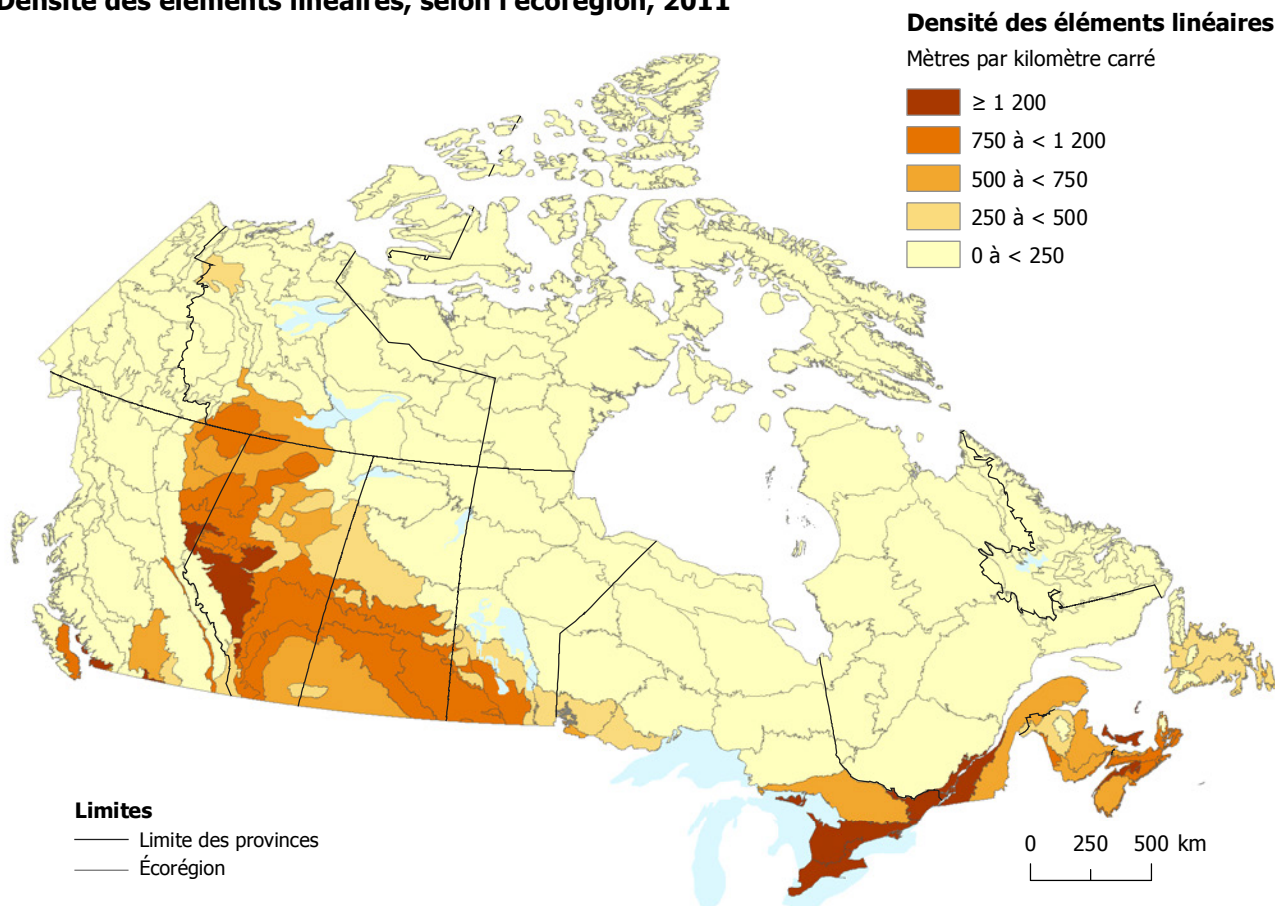 Densité des éléments linéaires, selon l'écorégion, 2011
Densité des éléments linéaires
Mètres par kilomètre carré
≥ 1 200
750 à < 1 200
500 à < 750
250 à < 500
0 à < 250
Limites
Limite des provinces
Écorégion
0 250 500 km